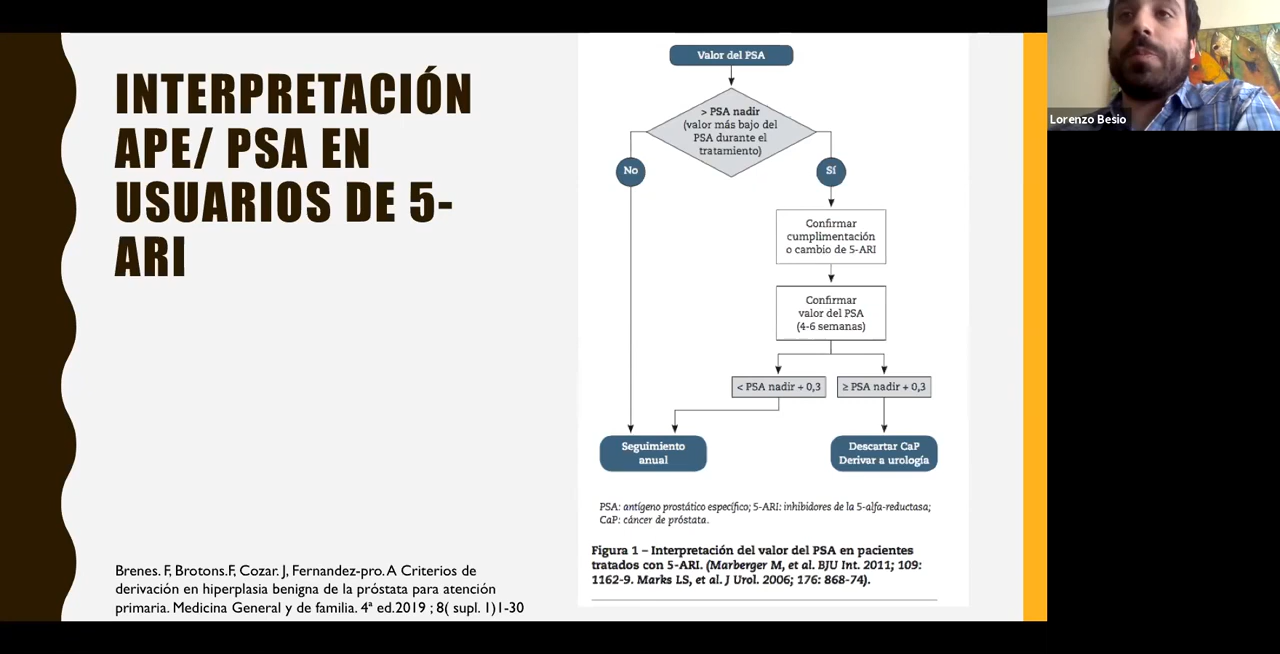 INTERPRETACIÓN
APE/ PSA EN
USUARIOS DE 5-
ARI
Brenes. F, Brotons.F, Cozar. J, Fernandez-pro. A Criterios de
derivación en hiperplasia benigna de la próstata para atención
primaria. Medicina General y de familia. 4ª ed.2019 ; 8( supl. 1)1-30
Valor del PSA
> PSA nadir
(valor más bajo del
PSA durante el
tratamiento)
No
Sí
Confirmar
cumplimentación
o cambio de 5-ARI
Confirmar
valor del PSA
(4-6 semanas)
< PSA nadir + 0,3
≥ PSA nadir + 0,3
Seguimiento
anual
Descartar CaP
Derivar a urología
PSA: antígeno prostático específico; 5-ARI: inhibidores de la 5-alfa-reductasa;
CaP: cáncer de próstata.
Figura 1 – Interpretación del valor del PSA en pacientes
tratados con 5-ARI. (Marberger M, et al. BJU Int. 2011; 109:
1162-9. Marks LS, et al. J Urol. 2006; 176: 868-74).
Lorenzo Besio